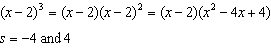 (x − 2)³ = (x − 2)(x − 2)² = (x − 2)(x² − 4x + 4)
s = −4 and 4